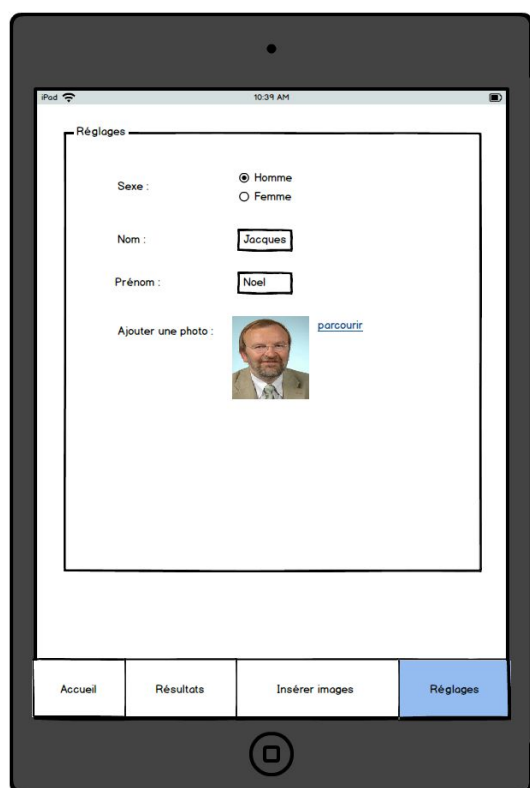 iPod 10:39 AM
Réglages
Sexe :
Homme
Femme
Nom : Jacques
Prénom : Noel
Ajouter une photo : parcourir
Accueil Résultats Insérer images Réglages